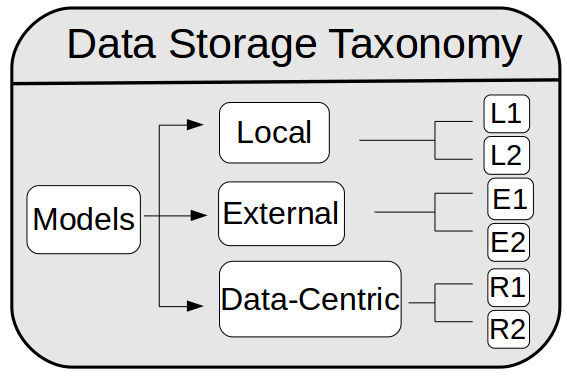 Data Storage Taxonomy
Models
Local
L1
L2
External
E1
E2
Data-Centric
R1
R2